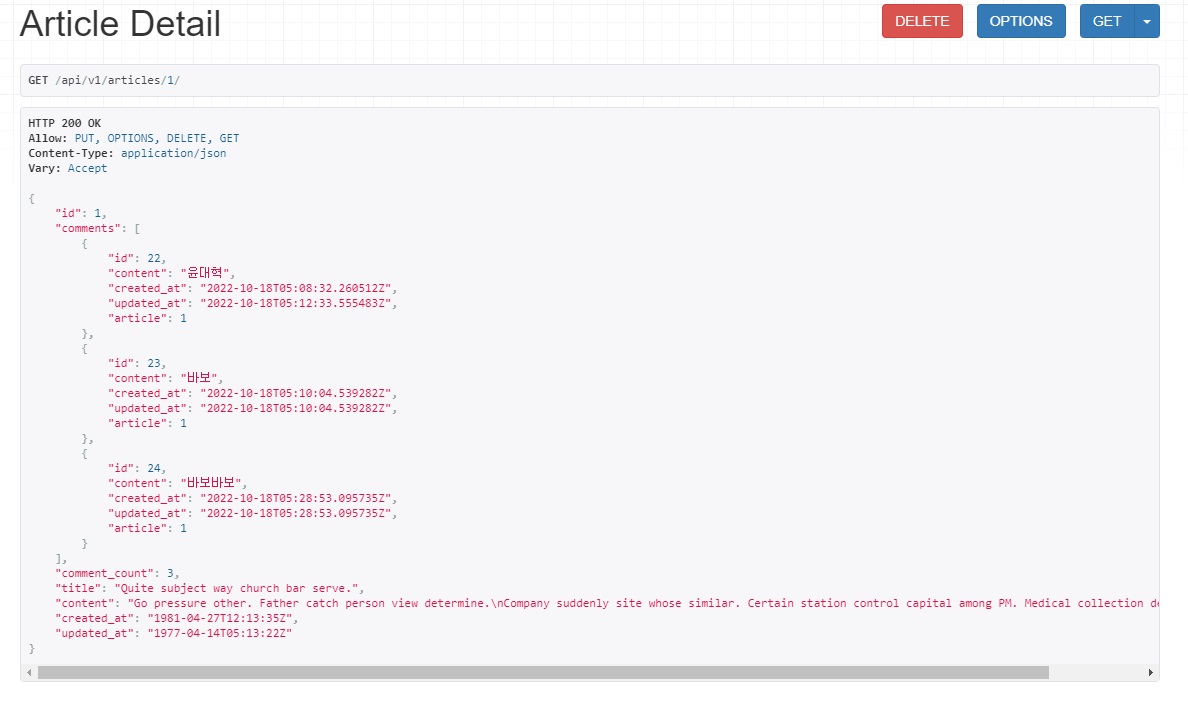 Article Detail
DELETE OPTIONS GET
GET /api/v1/articles/1/
HTTP 200 OK
Allow: PUT, OPTIONS, DELETE, GET
Content-Type: application/json
Vary: Accept
{
"id": 1,
"comments": [
{
"id": 22,
"content": "윤대혁",
"created_at": "2022-10-18T05:08:32.260512Z",
"updated_at": "2022-10-18T05:12:33.555483Z",
"article": 1
},
{
"id": 23,
"content": "바보",
"created_at": "2022-10-18T05:10:04.539282Z",
"updated_at": "2022-10-18T05:10:04.539282Z",
"article": 1
},
{
"id": 24,
"content": "바보바보",
"created_at": "2022-10-18T05:28:53.095735Z",
"updated_at": "2022-10-18T05:28:53.095735Z",
"article": 1
}
],
"comment_count": 3,
"title": "Quite subject way church bar serve.",
"content": "Go pressure other. Father catch person view determine.\nCompany suddenly site whose similar. Certain station control capital among PM. Medical collection
"created_at": "1981-04-27T12:13:35Z",
"updated_at": "1977-04-14T05:13:22Z"
}